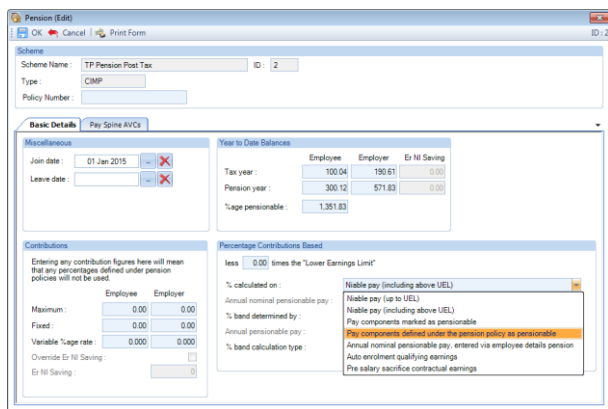 Pension (Edit)
OK Cancel Print Form ID : 2
Scheme
Scheme Name : TP Pension Post Tax ID : 2
Type : CIMP
Policy Number :
Basic Details Pay Spine AVCs
Miscellaneous
Join date : 01 Jan 2015 ...
Leave date : ...
Year to Date Balances
Employee Employer Er NI Saving
Tax year : 100.04 190.61 0.00
Pension year : 300.12 571.83 0.00
%age pensionable : 1,351.83
Contributions
Entering any contribution figures here will mean
that any percentages defined under pension
policies will not be used.
Employee Employer
Maximum : 0.00 0.00
Fixed : 0.00 0.00
Variable %age rate : 0.000 0.000
Override Er NI Saving :
Er NI Saving : 0
Percentage Contributions Based
less 0.00 times the "Lower Earnings Limit"
% calculated on : Niable pay (including above UEL)
Annual nominal pensionable pay :
% band determined by :
Annual pensionable pay :
% band calculation type :
Niable pay (up to UEL)
Niable pay (including above UEL)
Pay components marked as pensionable
Pay components defined under the pension policy as pensionable
Annual nominal pensionable pay, entered via employee details pension
Auto enrolment qualifying earnings
Pre salary sacrifice contractual earnings